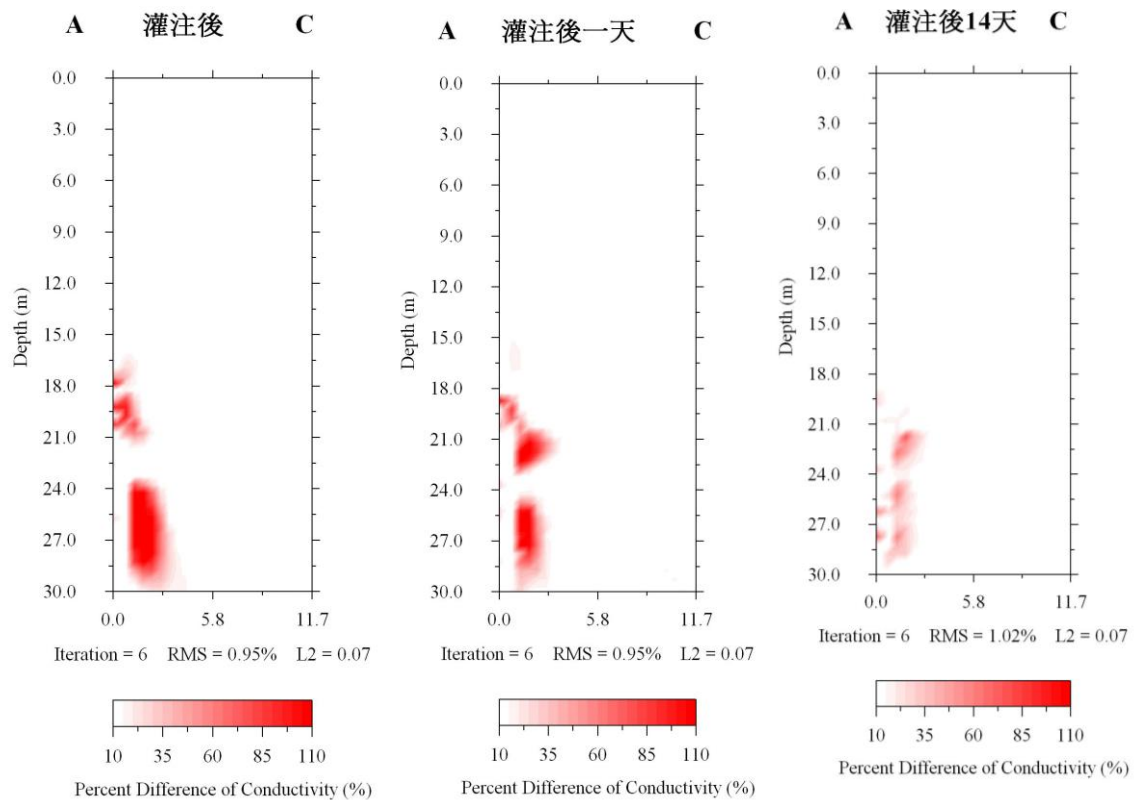 A 灌注後 C
0.0
3.0
6.0
9.0
12.0
15.0
18.0
21.0
24.0
27.0
30.0
Depth (m)
0.0 5.8 11.7
Iteration = 6 RMS = 0.95% L2 = 0.07
10 35 60 85 110
Percent Difference of Conductivity (%)
A 灌注後一天 C
0.0
3.0
6.0
9.0
12.0
15.0
18.0
21.0
24.0
27.0
30.0
Depth (m)
0.0 5.8 11.7
Iteration = 6 RMS = 0.95% L2 = 0.07
10 35 60 85 110
Percent Difference of Conductivity (%)
A 灌注後14天 C
0.0
3.0
6.0
9.0
12.0
15.0
18.0
21.0
24.0
27.0
30.0
Depth (m)
0.0 5.8 11.7
Iteration = 6 RMS = 1.02% L2 = 0.07
10 35 60 85 110
Percent Difference of Conductivity (%)